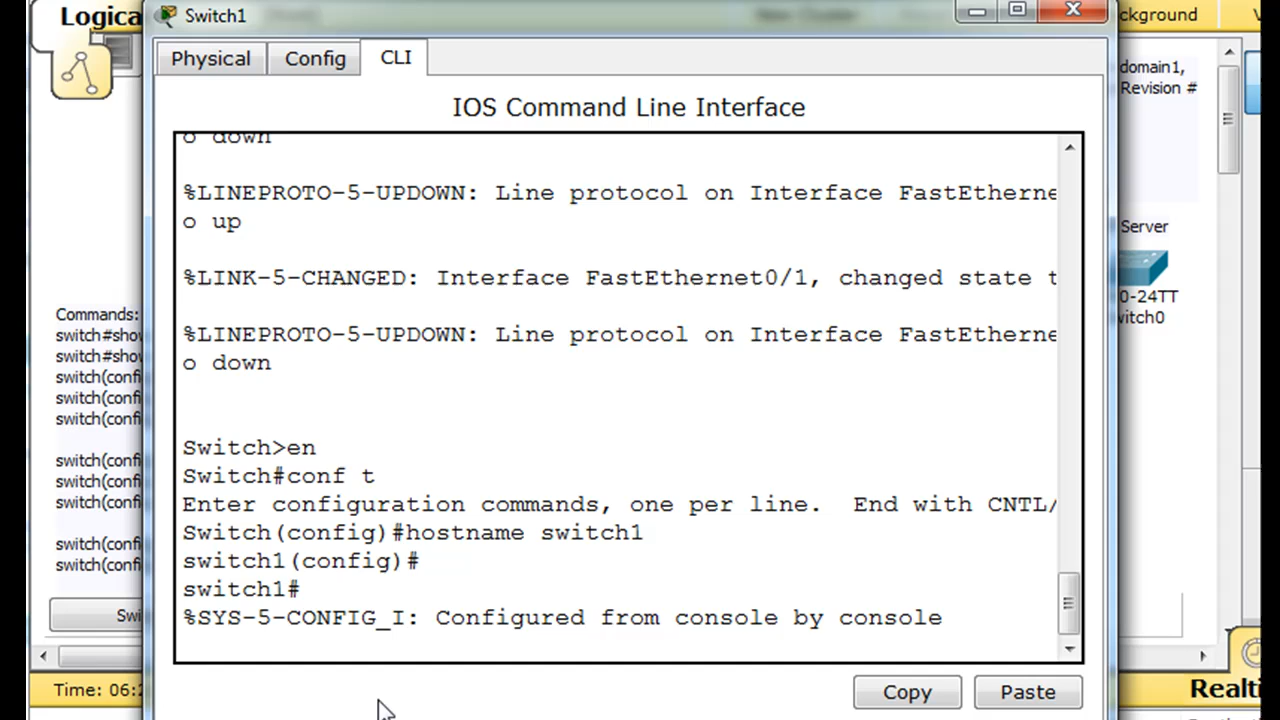 Logica
Switch1
ckground
Physical
Config
CLI
domain1,
Revision #
IOS Command Line Interface
o down
%LINEPROTO-5-UPDOWN: Line protocol on Interface FastEtherne
o up
Server
%LINK-5-CHANGED: Interface FastEthernet0/1, changed state t
0-24TT
witch0
Commands:
switch#show
switch#show
%LINEPROTO-5-UPDOWN: Line protocol on Interface FastEtherne
o down
switch(confi
switch(confi
switch(confi
switch(confi
switch(confi
switch(confi
switch(confi
switch(confi
Switch>en
Switch#conf t
Enter configuration commands, one per line.  End with CNTL/
Switch(config)#hostname switch1
switch1(config)#
switch1#
%SYS-5-CONFIG_I: Configured from console by console
Swi
Time: 06:
Copy
Paste
Realti